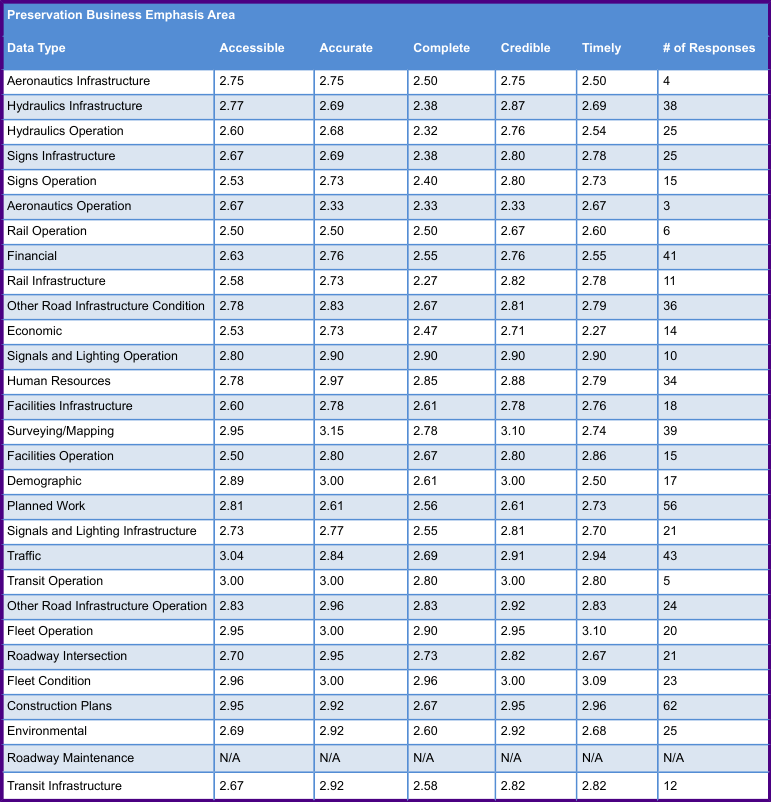 Preservation Business Emphasis Area
Data Type Accessible Accurate Complete Credible Timely # of Responses
Aeronautics Infrastructure 2.75 2.75 2.50 2.75 2.50 4
Hydraulics Infrastructure 2.77 2.69 2.38 2.87 2.69 38
Hydraulics Operation 2.60 2.68 2.32 2.76 2.54 25
Signs Infrastructure 2.67 2.69 2.38 2.80 2.78 25
Signs Operation 2.53 2.73 2.40 2.80 2.73 15
Aeronautics Operation 2.67 2.33 2.33 2.33 2.67 3
Rail Operation 2.50 2.50 2.50 2.67 2.60 6
Financial 2.63 2.76 2.55 2.76 2.55 41
Rail Infrastructure 2.58 2.73 2.27 2.82 2.78 11
Other Road Infrastructure Condition 2.78 2.83 2.67 2.81 2.79 36
Economic 2.53 2.73 2.47 2.71 2.27 14
Signals and Lighting Operation 2.80 2.90 2.90 2.90 2.90 10
Human Resources 2.78 2.97 2.85 2.88 2.79 34
Facilities Infrastructure 2.60 2.78 2.61 2.78 2.76 18
Surveying/Mapping 2.95 3.15 2.78 3.10 2.74 39
Facilities Operation 2.50 2.80 2.67 2.80 2.86 15
Demographic 2.89 3.00 2.61 3.00 2.50 17
Planned Work 2.81 2.61 2.56 2.61 2.73 56
Signals and Lighting Infrastructure 2.73 2.77 2.55 2.81 2.70 21
Traffic 3.04 2.84 2.69 2.91 2.94 43
Transit Operation 3.00 3.00 2.80 3.00 2.80 5
Other Road Infrastructure Operation 2.83 2.96 2.83 2.92 2.83 24
Fleet Operation 2.95 3.00 2.90 2.95 3.10 20
Roadway Intersection 2.70 2.95 2.73 2.82 2.67 21
Fleet Condition 2.96 3.00 2.96 3.00 3.09 23
Construction Plans 2.95 2.92 2.67 2.95 2.96 62
Environmental 2.69 2.92 2.60 2.92 2.68 25
Roadway Maintenance N/A N/A N/A N/A N/A N/A
Transit Infrastructure 2.67 2.92 2.58 2.82 2.82 12